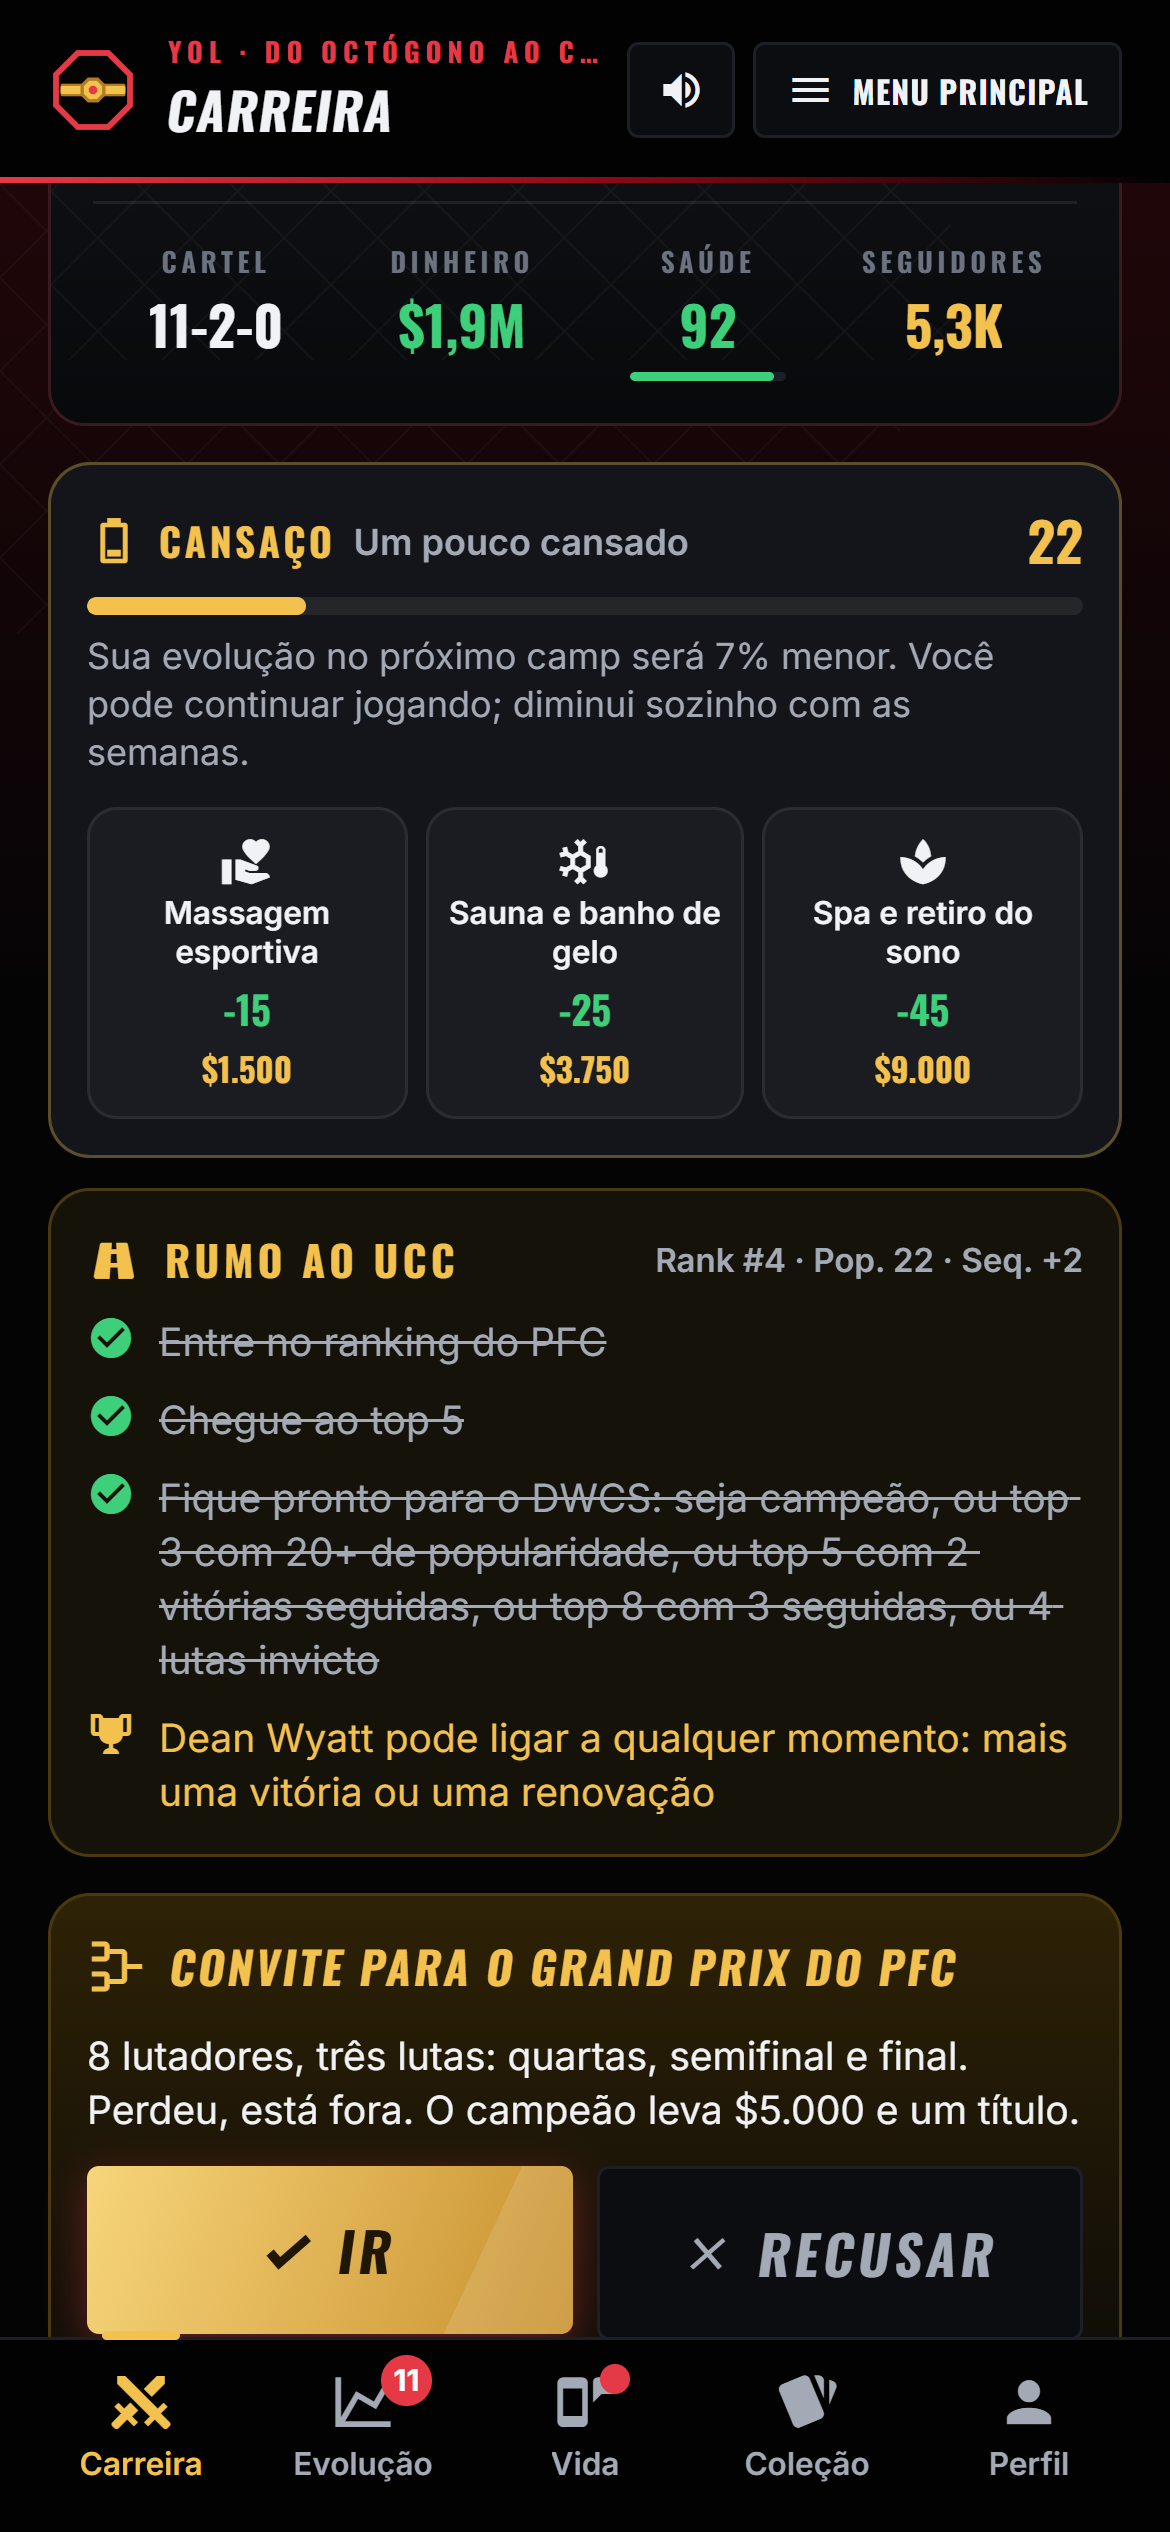 YOL · DO OCTÓGONO AO C…
CARREIRA
MENU PRINCIPAL
CARTEL
DINHEIRO
SAÚDE
SEGUIDORES
11-2-0
$1,9M
92
5,3K
CANSAÇO Um pouco cansado
22
Sua evolução no próximo camp será 7% menor. Você
pode continuar jogando; diminui sozinho com as
semanas.
Massagem
esportiva
-15
$1.500
Sauna e banho de
gelo
-25
$3.750
Spa e retiro do
sono
-45
$9.000
RUMO AO UCC
Rank #4 · Pop. 22 · Seq. +2
Entre no ranking do PFC
Chegue ao top 5
Fique pronto para o DWCS: seja campeão, ou top
3 com 20+ de popularidade, ou top 5 com 2
vitórias seguidas, ou top 8 com 3 seguidas, ou 4
lutas invicto
Dean Wyatt pode ligar a qualquer momento: mais
uma vitória ou uma renovação
CONVITE PARA O GRAND PRIX DO PFC
8 lutadores, três lutas: quartas, semifinal e final.
Perdeu, está fora. O campeão leva $5.000 e um título.
IR
RECUSAR
11
Carreira
Evolução
Vida
Coleção
Perfil